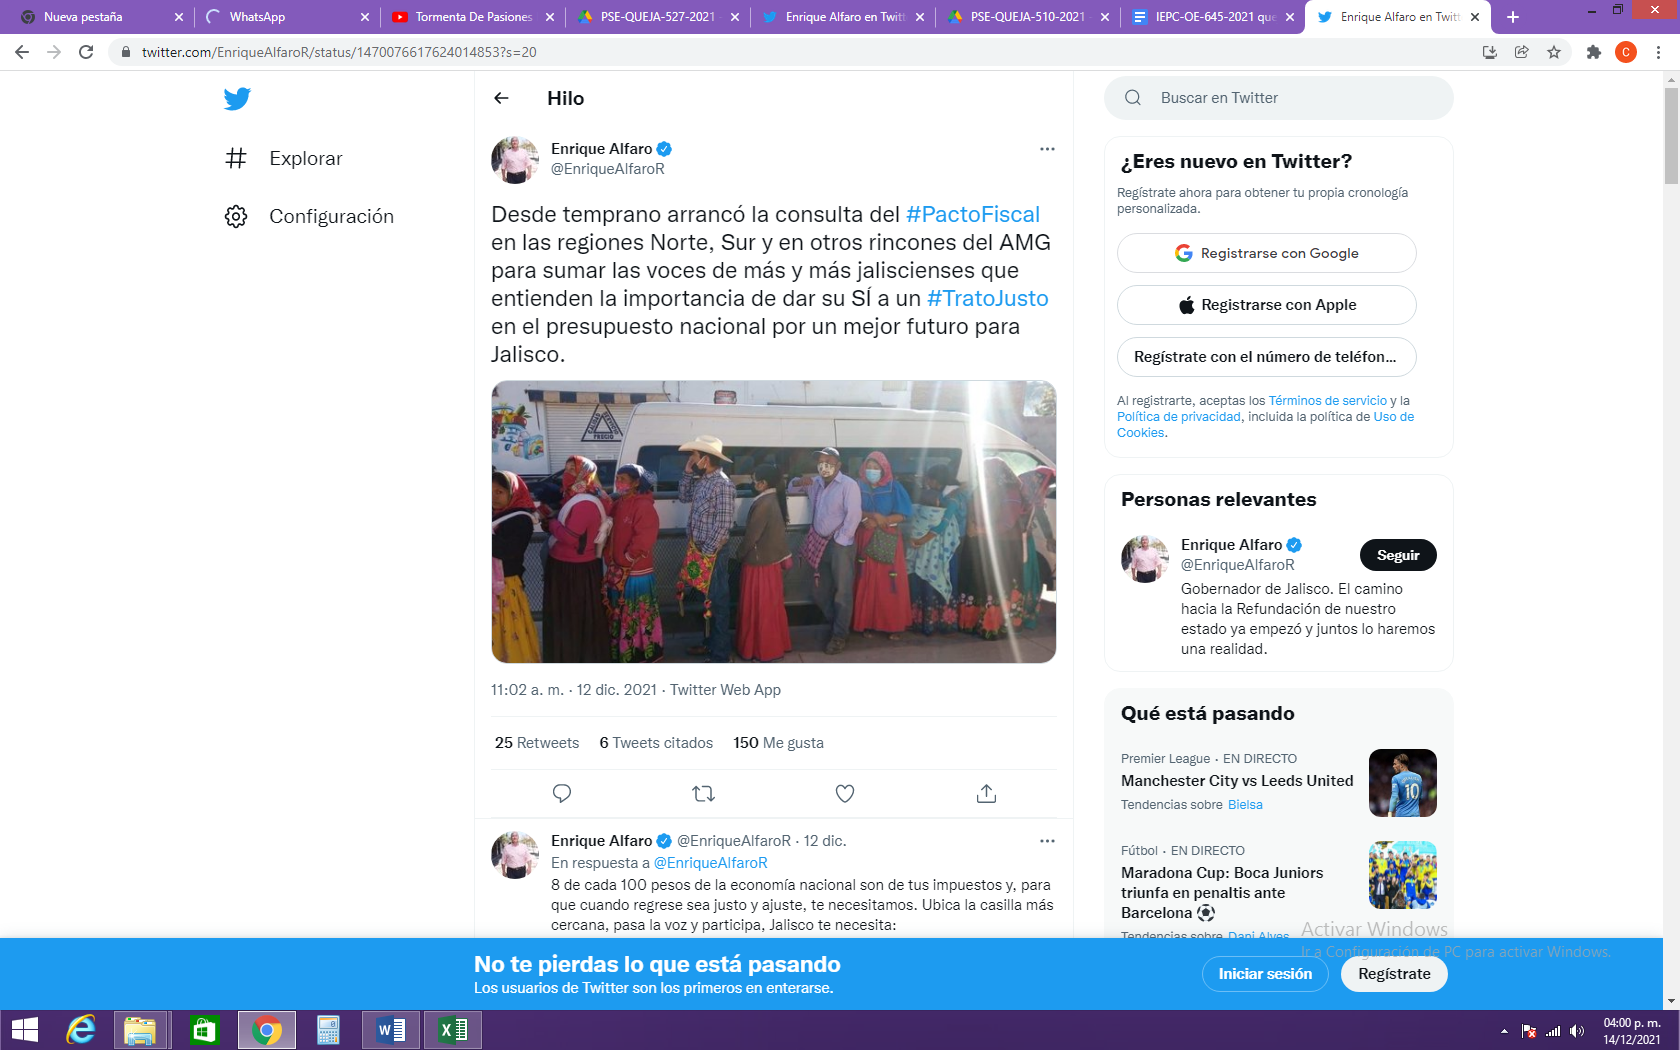 Nueva pestaña
WhatsApp
Tormenta De Pasiones
PSE-QUEJA-527-2021
Enrique Alfaro en Twitt
PSE-QUEJA-510-2021
IEPC-OE-645-2021 que
Enrique Alfaro en Twitt
twitter.com/EnriqueAlfaroR/status/1470076617624014853?s=20
C
Explorar
Configuración
Hilo
Enrique Alfaro
@EnriqueAlfaroR
Desde temprano arrancó la consulta del #PactoFiscal
en las regiones Norte, Sur y en otros rincones del AMG
para sumar las voces de más y más jaliscienses que
entienden la importancia de dar su SÍ a un #TratoJusto
en el presupuesto nacional por un mejor futuro para
Jalisco.
11:02 a. m. · 12 dic. 2021 · Twitter Web App
25 Retweets 6 Tweets citados 150 Me gusta
Enrique Alfaro @EnriqueAlfaroR · 12 dic.
En respuesta a @EnriqueAlfaroR
8 de cada 100 pesos de la economía nacional son de tus impuestos y, para
que cuando regrese sea justo y ajuste, te necesitamos. Ubica la casilla más
cercana, pasa la voz y participa, Jalisco te necesita:
Buscar en Twitter
¿Eres nuevo en Twitter?
Regístrate ahora para obtener tu propia cronología
personalizada.
Registrarse con Google
Registrarse con Apple
Regístrate con el número de teléfon...
Al registrarte, aceptas los Términos de servicio y la
Política de privacidad, incluida la política de Uso de
Cookies.
Personas relevantes
Enrique Alfaro
@EnriqueAlfaroR
Seguir
Gobernador de Jalisco. El camino
hacia la Refundación de nuestro
estado ya empezó y juntos lo haremos
una realidad.
Qué está pasando
Premier League · EN DIRECTO
Manchester City vs Leeds United
Tendencias sobre Bielsa
10
Fútbol · EN DIRECTO
Maradona Cup: Boca Juniors
triunfa en penaltis ante
Barcelona
Tendencias sobre Dani Alves
Activar Windows
Ir a Configuración de PC para activar Windows.
No te pierdas lo que está pasando
Los usuarios de Twitter son los primeros en enterarse.
Iniciar sesión
Regístrate
04:00 p. m.
14/12/2021